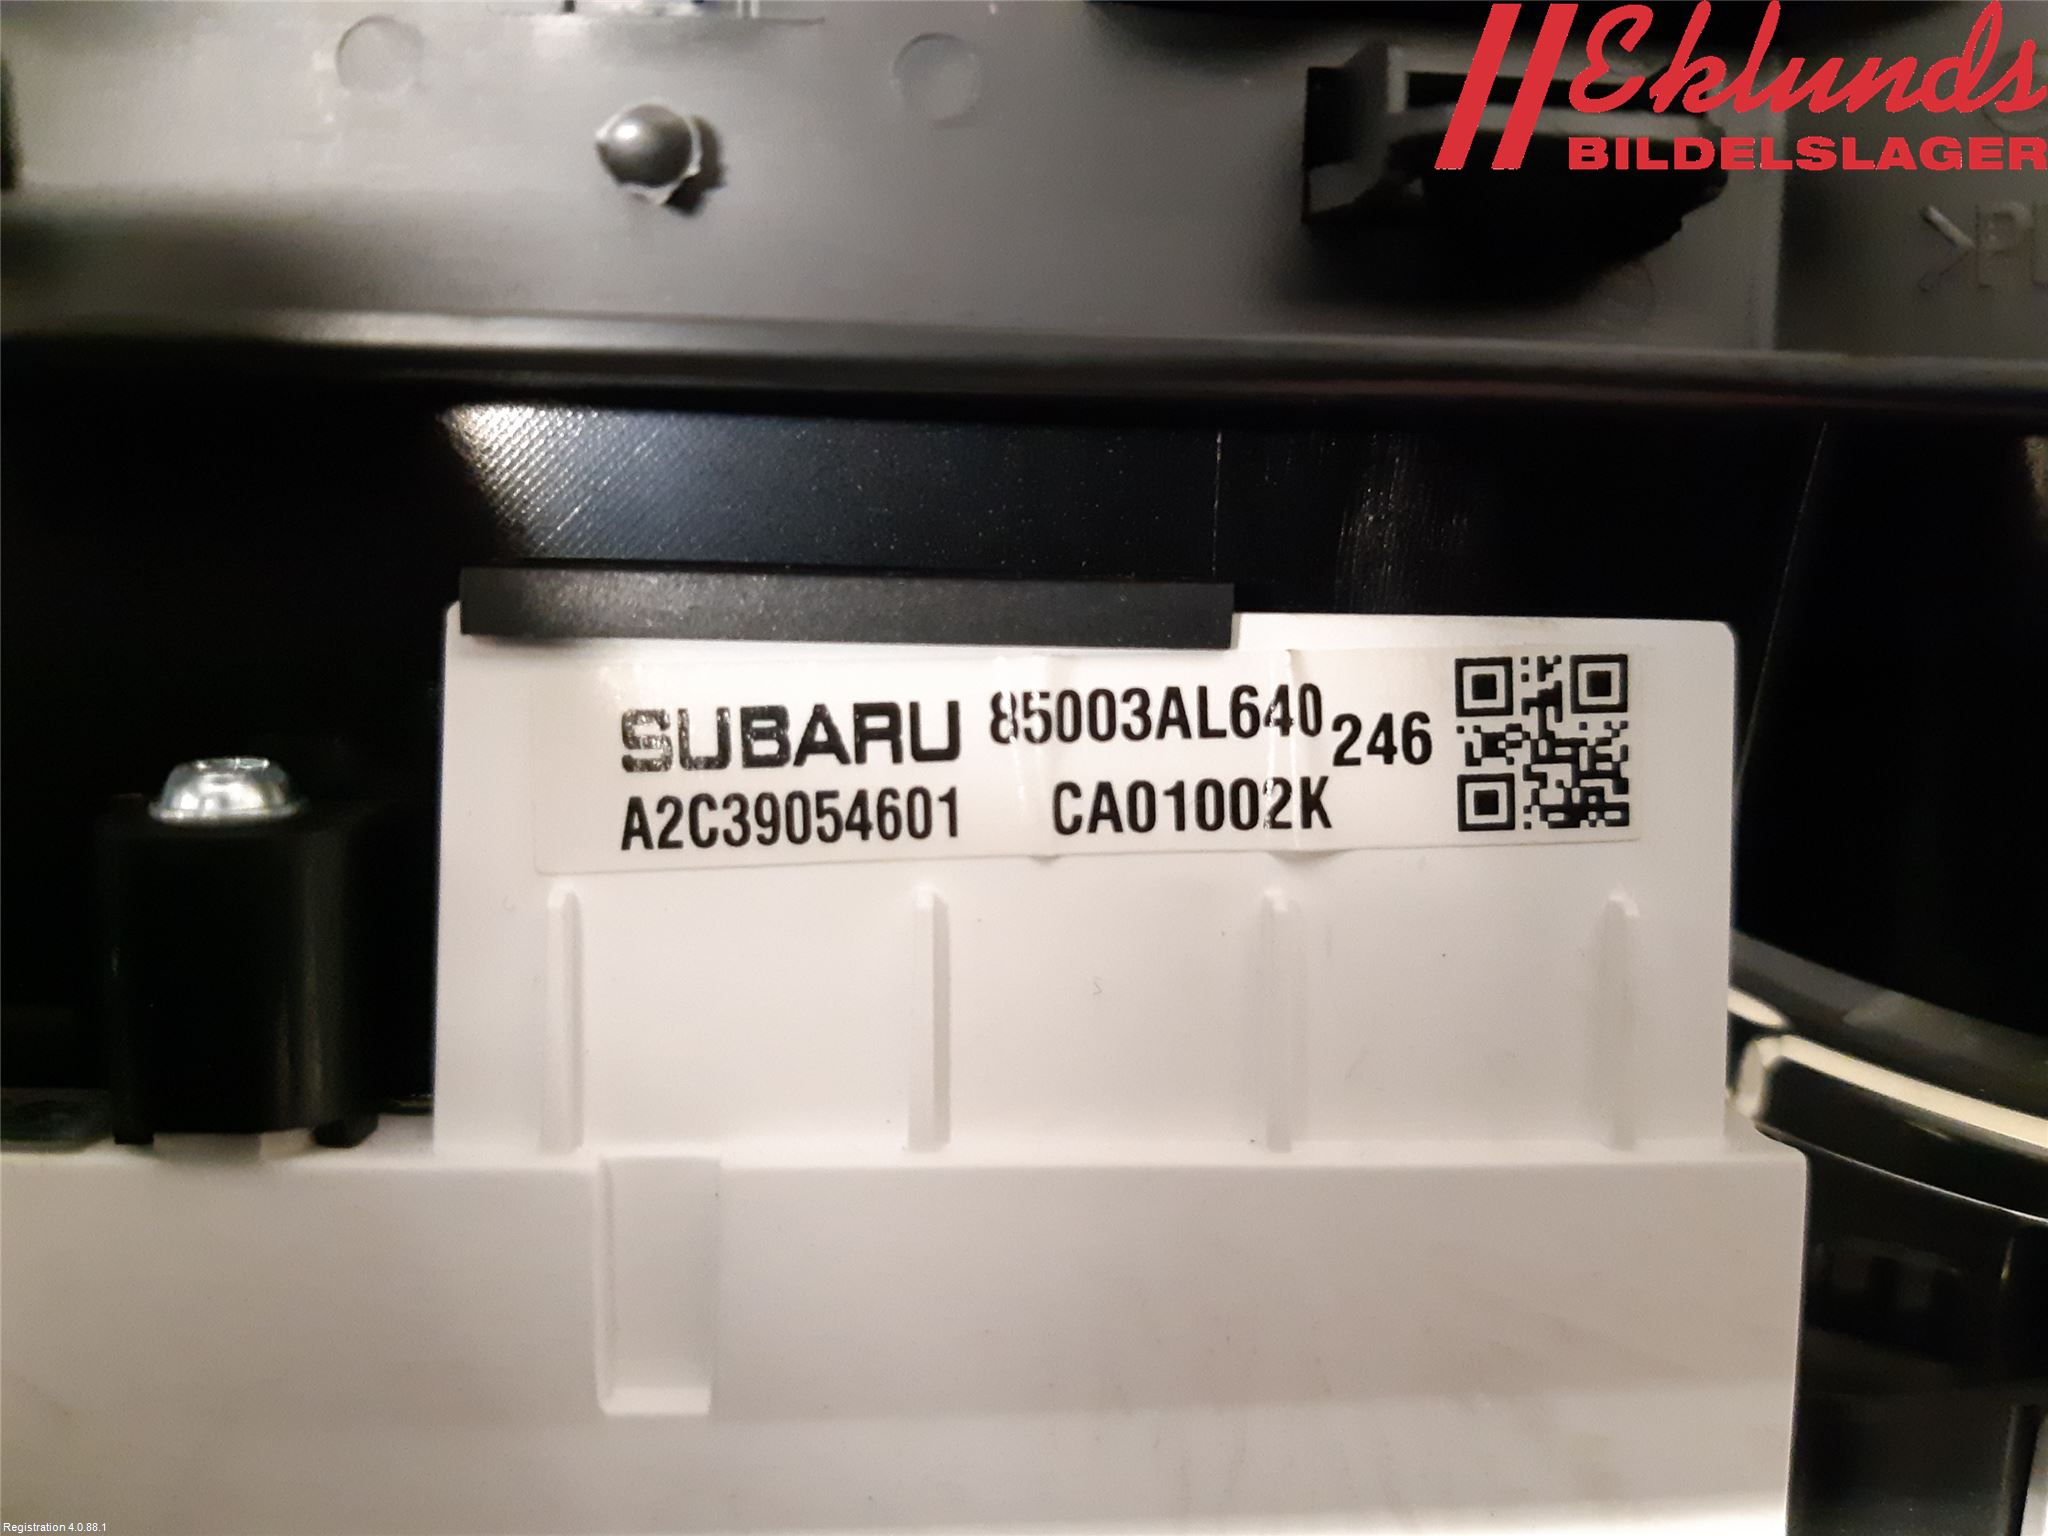 Eklunds
BILDELSLAGER
>P
SUBARU 85003AL640 246
A2C39054601 CA01002K
Registration 4.0.88.1